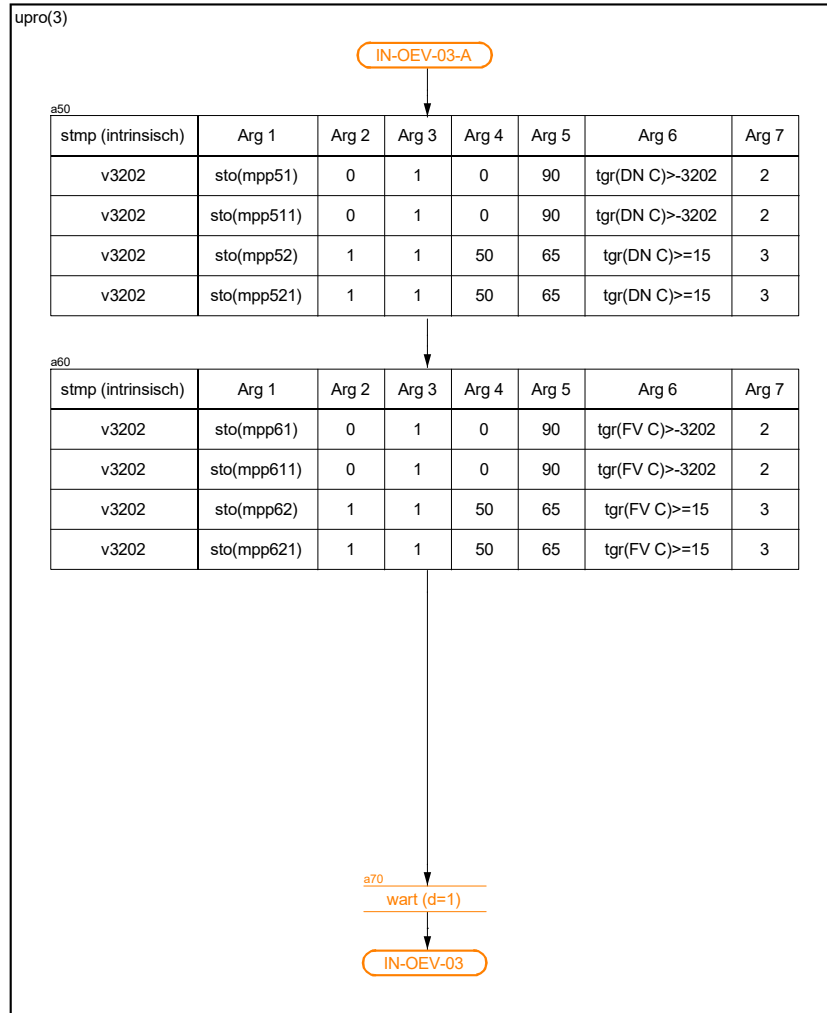 upro(3)
IN-OEV-03-A
a50
stmp (intrinsisch) Arg 1 Arg 2 Arg 3 Arg 4 Arg 5 Arg 6 Arg 7
v3202 sto(mpp51) 0 1 0 90 tgr(DN C)>-3202 2
v3202 sto(mpp511) 0 1 0 90 tgr(DN C)>-3202 2
v3202 sto(mpp52) 1 1 50 65 tgr(DN C)>=15 3
v3202 sto(mpp521) 1 1 50 65 tgr(DN C)>=15 3
a60
stmp (intrinsisch) Arg 1 Arg 2 Arg 3 Arg 4 Arg 5 Arg 6 Arg 7
v3202 sto(mpp61) 0 1 0 90 tgr(FV C)>-3202 2
v3202 sto(mpp611) 0 1 0 90 tgr(FV C)>-3202 2
v3202 sto(mpp62) 1 1 50 65 tgr(FV C)>=15 3
v3202 sto(mpp621) 1 1 50 65 tgr(FV C)>=15 3
a70
wart (d=1)
IN-OEV-03